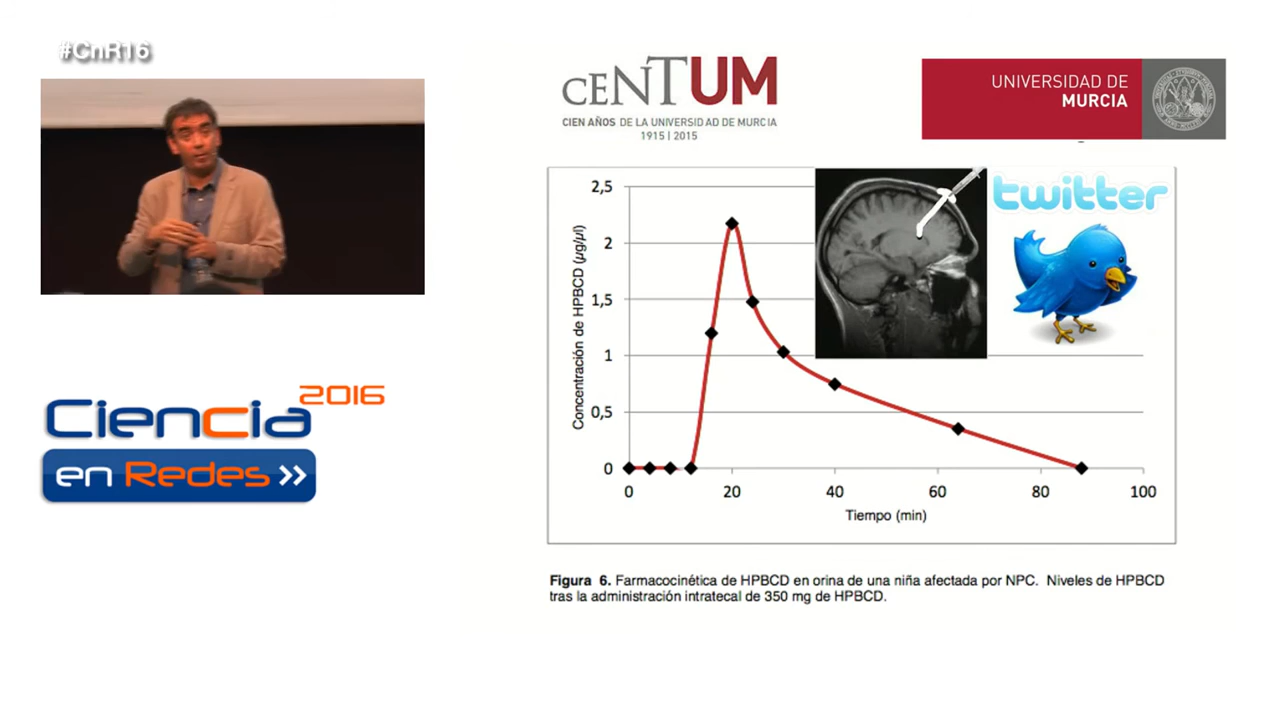 #CnR16
CENTUM
CIEN AÑOS DE LA UNIVERSIDAD DE MURCIA
1915 | 2015
UNIVERSIDAD DE
MURCIA
twitter
Concentración de HPBCD (µg/µl)
2,5
2
1,5
1
0,5
0
0 20 40 60 80 100
Tiempo (min)
Figura 6. Farmacocinética de HPBCD en orina de una niña afectada por NPC. Niveles de HPBCD
tras la administración intratecal de 350 mg de HPBCD.
Ciencia 2016
en Redes >>